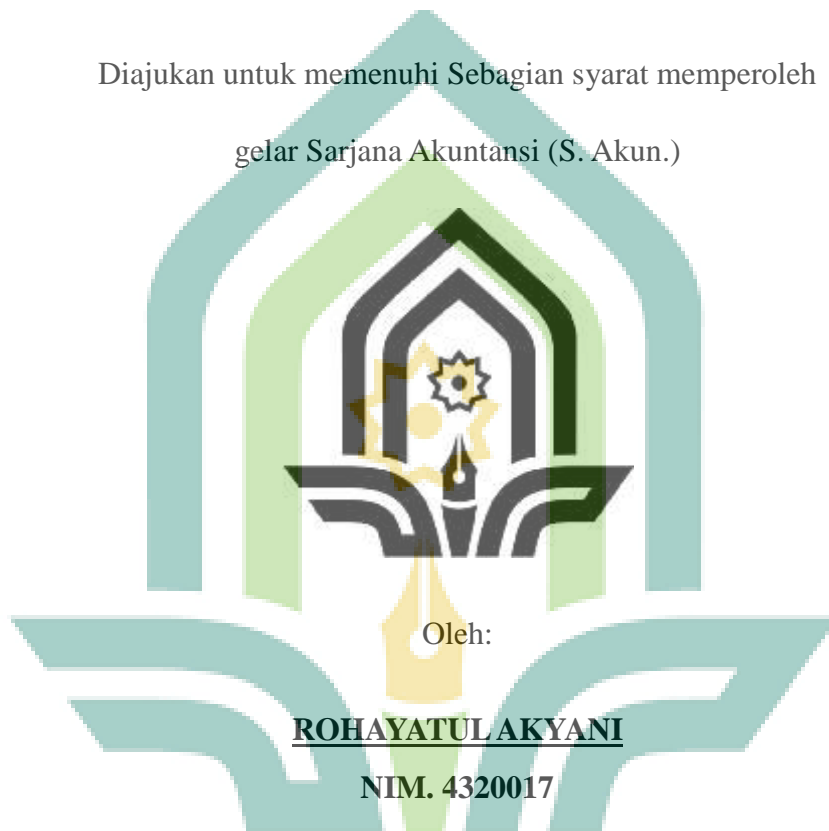 Diajukan untuk memenuhi Sebagian syarat memperoleh
gelar Sarjana Akuntansi (S. Akun.)
Oleh:
ROHAYATUL AKYANI
NIM. 4320017